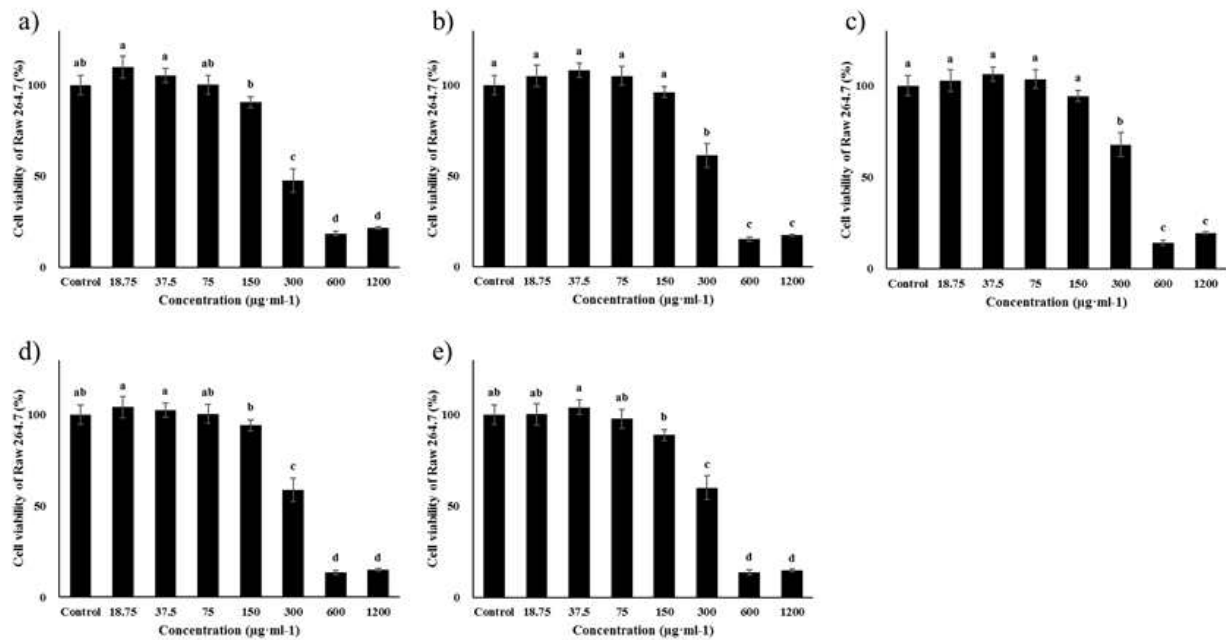 a)
Cell viability of Raw 264.7 (%)
100
50
0
ab a a ab b c d d
Control 18.75 37.5 75 150 300 600 1200
Concentration (µg·ml-1)
b)
Cell viability of Raw 264.7 (%)
100
50
0
a a a a a b c c
Control 18.75 37.5 75 150 300 600 1200
Concentration (µg·ml-1)
c)
Cell viability of Raw 264.7 (%)
100
50
0
a a a a a b c c
Control 18.75 37.5 75 150 300 600 1200
Concentration (µg·ml-1)
d)
Cell viability of Raw 264.7 (%)
100
50
0
ab a a ab b c d d
Control 18.75 37.5 75 150 300 600 1200
Concentration (µg·ml-1)
e)
Cell viability of Raw 264.7 (%)
100
50
0
ab ab a ab b c d d
Control 18.75 37.5 75 150 300 600 1200
Concentration (µg·ml-1)